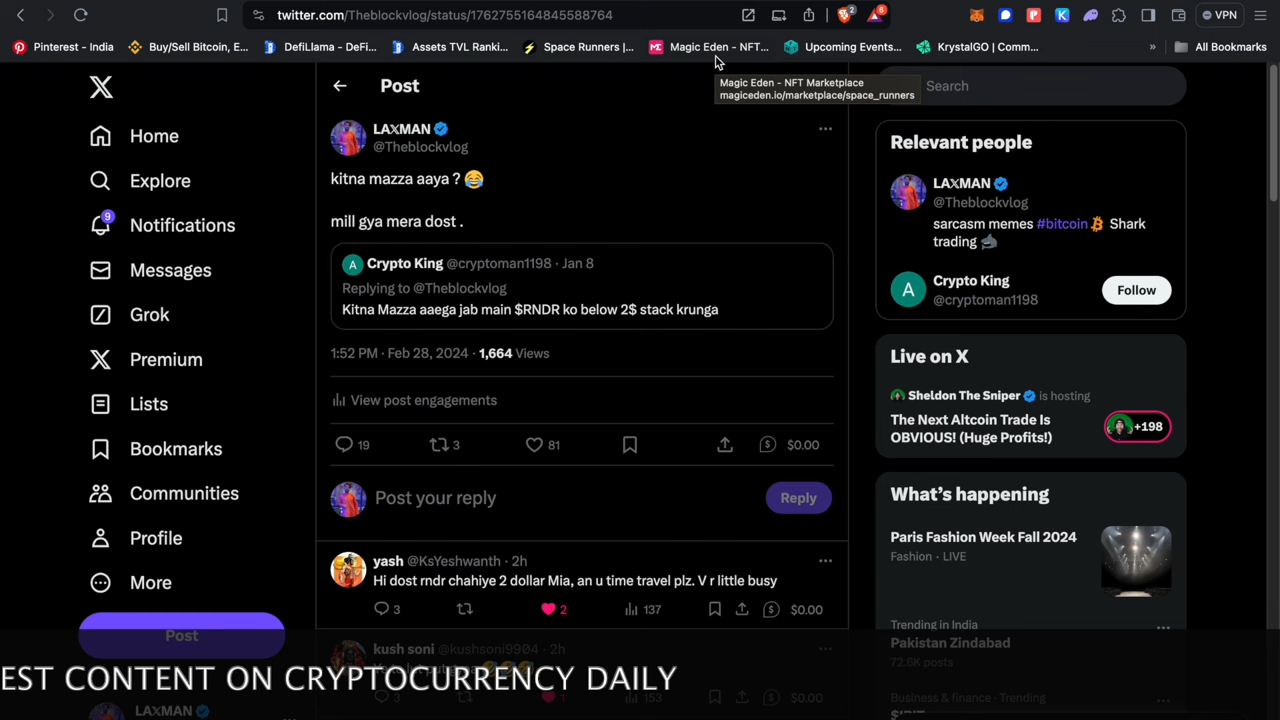 twitter.com/Theblockvlog/status/1762755164845588764
2
6
VPN
Pinterest - India
Buy/Sell Bitcoin, E...
DefiLlama - DeFi...
Assets TVL Ranki...
Space Runners |...
Magic Eden - NFT...
Upcoming Events...
KrystalGO | Comm...
»
All Bookmarks
Magic Eden - NFT Marketplace
magiceden.io/marketplace/space_runners
Home
Explore
9
Notifications
Messages
Grok
Premium
Lists
Bookmarks
Communities
Profile
More
Post
Post
LAXMAN
@Theblockvlog
kitna mazza aaya ? 😂
mill gya mera dost .
A Crypto King @cryptoman1198 · Jan 8
Replying to @Theblockvlog
Kitna Mazza aaega jab main $RNDR ko below 2$ stack krunga
1:52 PM · Feb 28, 2024 · 1,664 Views
View post engagements
19 3 81 $0.00
Post your reply
Reply
yash @KsYeshwanth · 2h
Hi dost rndr chahiye 2 dollar Mia, an u time travel plz. V r little busy
3 2 137 $0.00
kush soni @kushsoni9904 · 2h
3 1 153 $0.00
LAXMAN
Search
Relevant people
LAXMAN
@Theblockvlog
sarcasm memes #bitcoin Shark
trading 🦈
A
Crypto King
@cryptoman1198
Follow
Live on X
Sheldon The Sniper is hosting
The Next Altcoin Trade Is
OBVIOUS! (Huge Profits!)
+198
What's happening
Paris Fashion Week Fall 2024
Fashion · LIVE
Trending in India
Pakistan Zindabad
72.6K posts
Business & finance · Trending
EST CONTENT ON CRYPTOCURRENCY DAILY